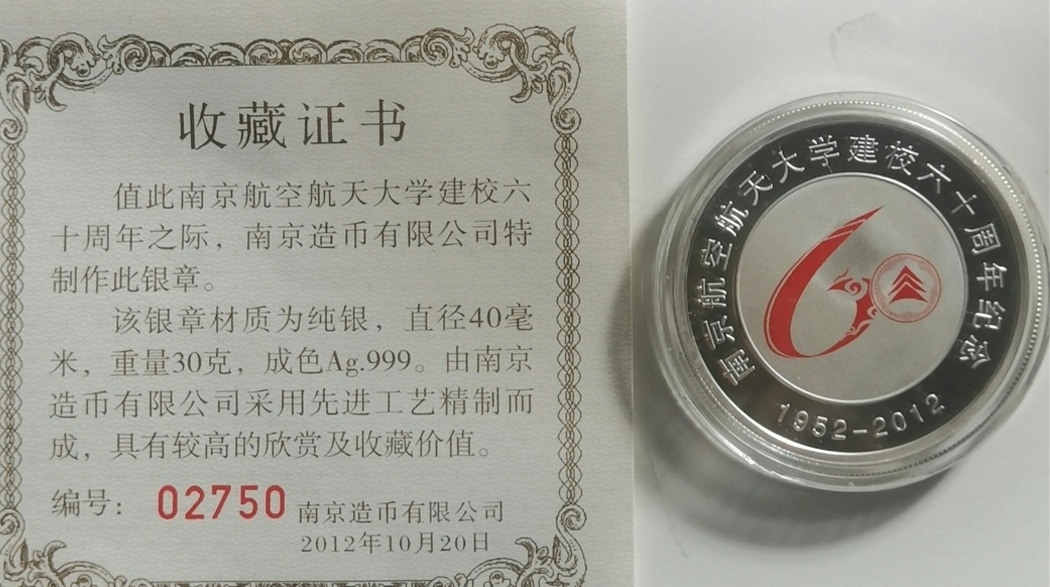 收藏证书
值此南京航空航天大学建校六
十周年之际，南京造币有限公司特
制作此银章。
该银章材质为纯银，直径40毫
米，重量30克，成色Ag.999。由南京
造币有限公司采用先进工艺精制而
成，具有较高的欣赏及收藏价值。
编号：02750 南京造币有限公司
2012年10月20日
南京航空航天大学建校六十周年纪念
1952-2012